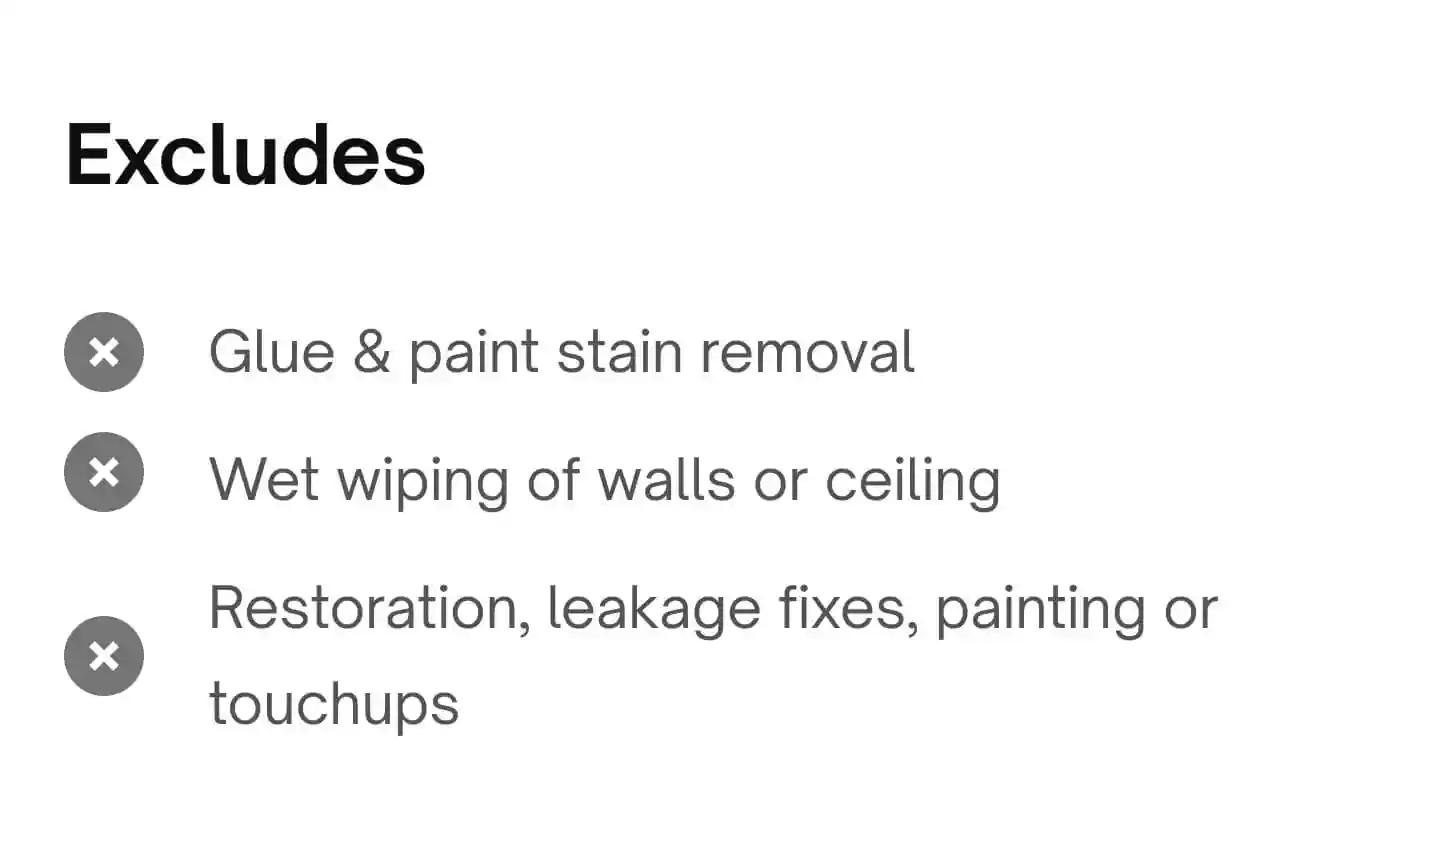 Excludes
Glue & paint stain removal
Wet wiping of walls or ceiling
Restoration, leakage fixes, painting or
touchups